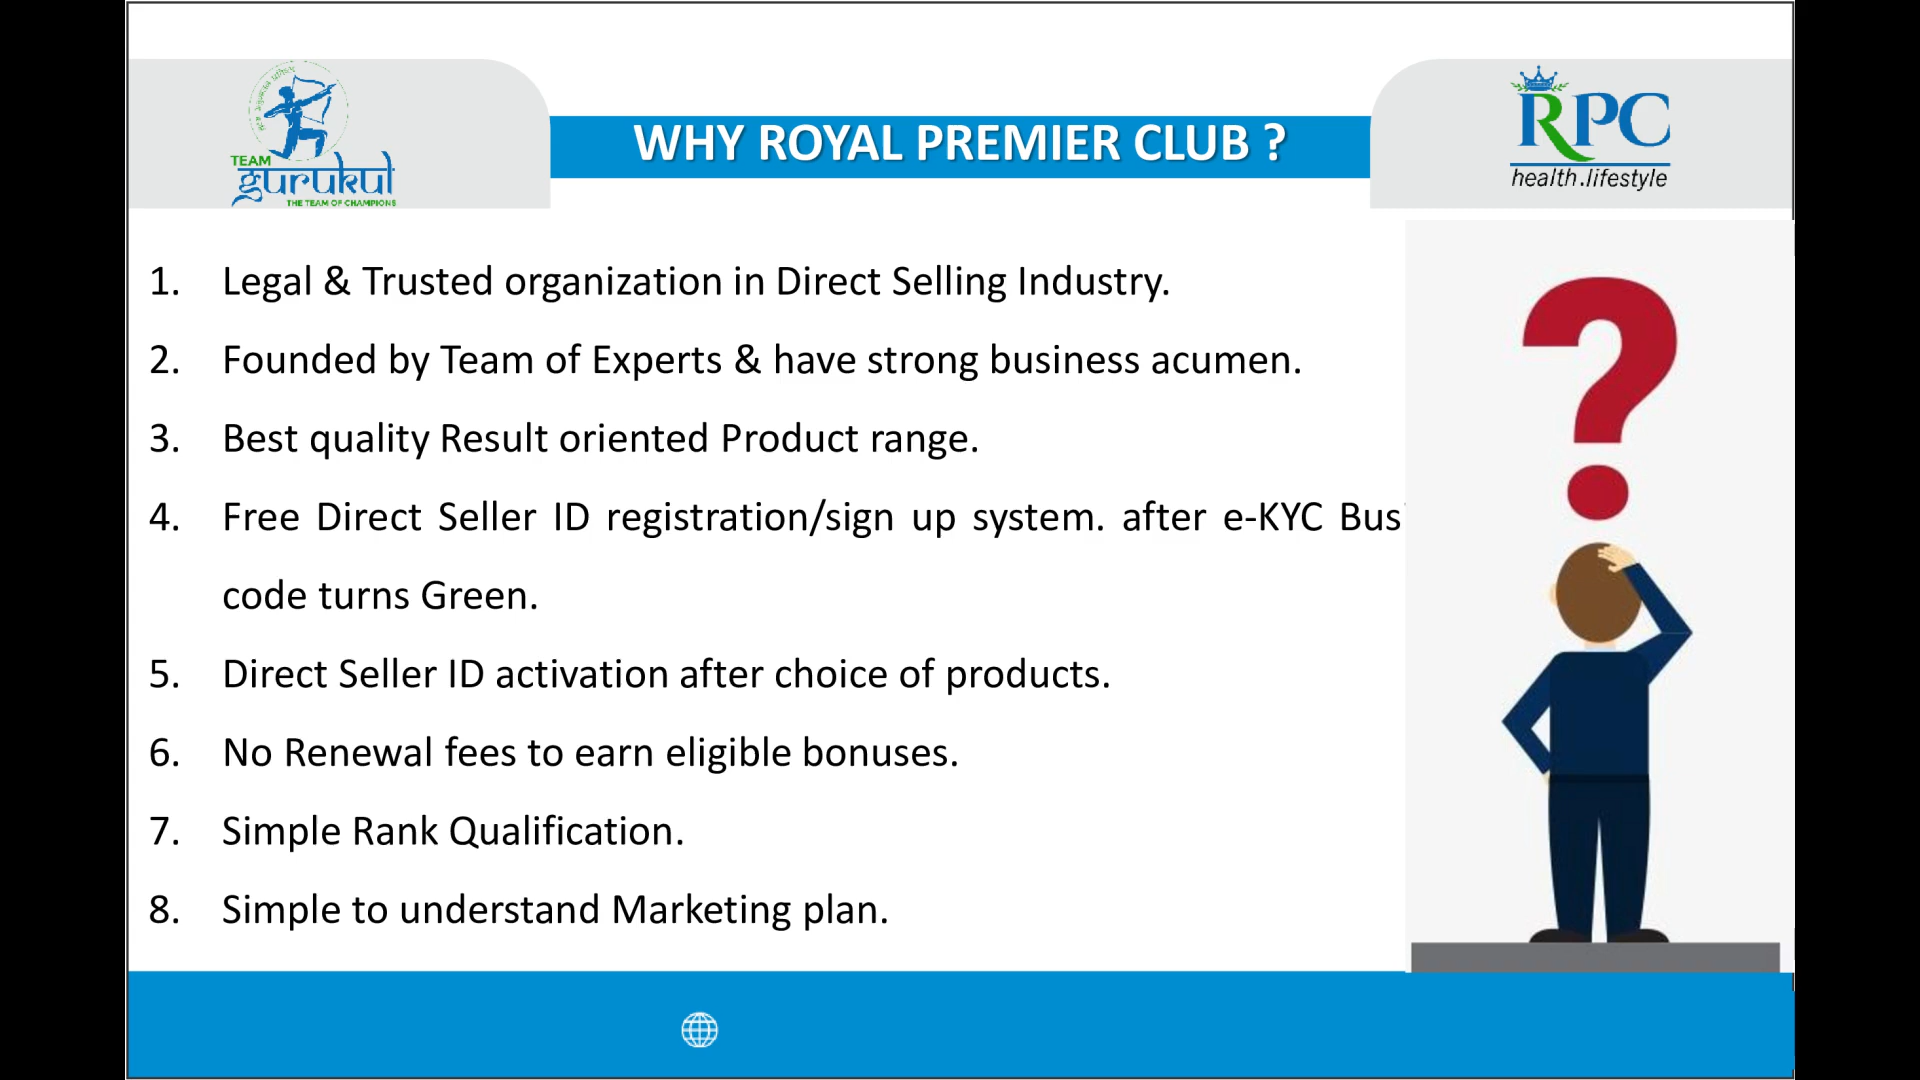 TEAM
gurukul
THE TEAM OF CHAMPIONS
WHY ROYAL PREMIER CLUB ?
RPC
health.lifestyle
1. Legal & Trusted organization in Direct Selling Industry.
2. Founded by Team of Experts & have strong business acumen.
3. Best quality Result oriented Product range.
4. Free Direct Seller ID registration/sign up system. after e-KYC
code turns Green.
5. Direct Seller ID activation after choice of products.
6. No Renewal fees to earn eligible bonuses.
7. Simple Rank Qualification.
8. Simple to understand Marketing plan.